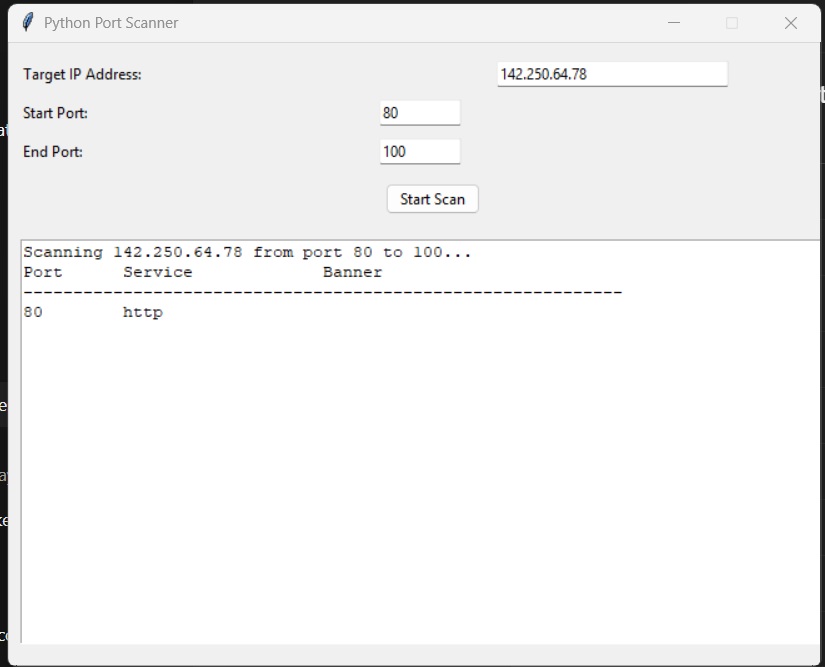 Python Port Scanner
Target IP Address: 142.250.64.78
Start Port: 80
End Port: 100
Start Scan
Scanning 142.250.64.78 from port 80 to 100...
Port Service Banner
------------------------------------------------------------
80 http